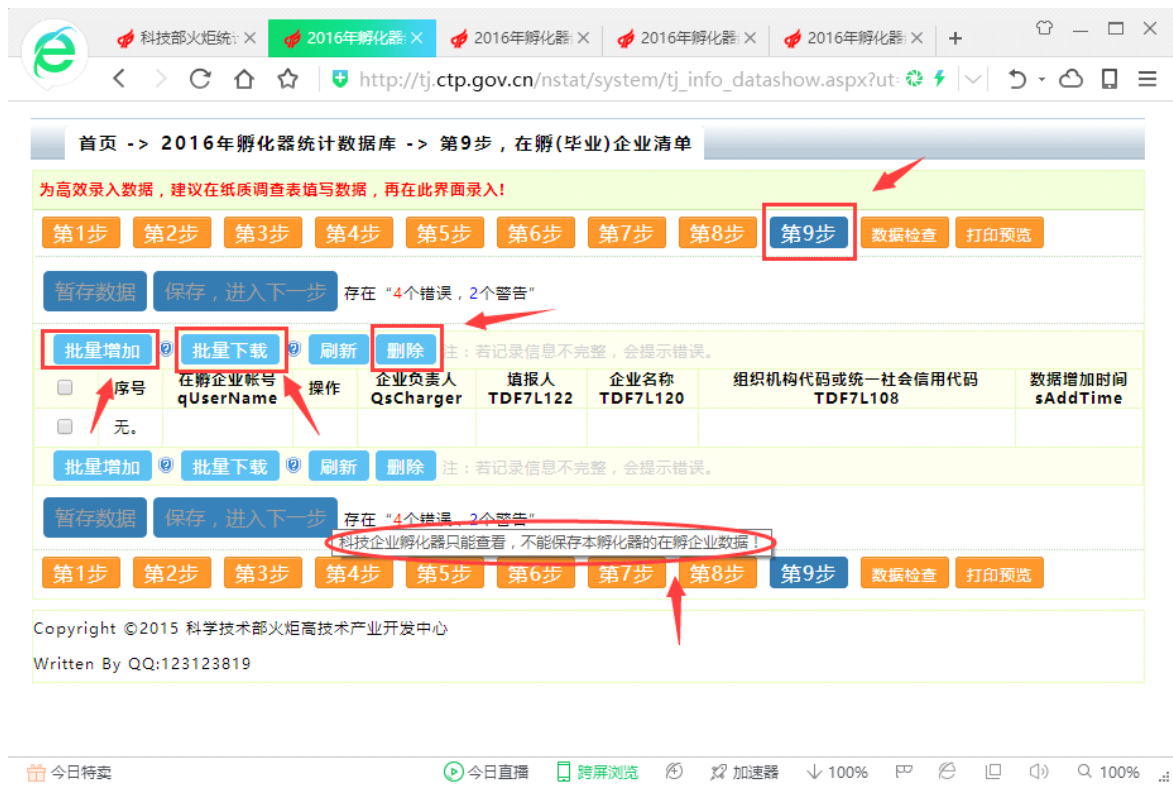 科技部火炬统
2016年孵化器
2016年孵化器
2016年孵化器
2016年孵化器
http://tj.ctp.gov.cn/nstat/system/tj_info_datashow.aspx?ut
首页 -> 2016年孵化器统计数据库 -> 第9步，在孵(毕业)企业清单
为高效录入数据，建议在纸质调查表填写数据，再在此界面录入!
第1步 第2步 第3步 第4步 第5步 第6步 第7步 第8步 第9步 数据检查 打印预览
暂存数据 保存，进入下一步 存在“4个错误，2个警告”
批量增加 批量下载 刷新 删除 注：若记录信息不完整，会提示错误。
序号 在孵企业帐号 操作 企业负责人 填报人 企业名称 组织机构代码或统一社会信用代码 数据增加时间
qUserName QsCharger TDF7L122 TDF7L120 TDF7L108 sAddTime
无。
批量增加 批量下载 刷新 删除 注：若记录信息不完整，会提示错误。
暂存数据 保存，进入下一步 存在“4个错误，2个警告”
科技企业孵化器只能查看，不能保存本孵化器的在孵企业数据！
第1步 第2步 第3步 第4步 第5步 第6步 第7步 第8步 第9步 数据检查 打印预览
Copyright ©2015 科学技术部火炬高技术产业开发中心
Written By QQ:123123819
今日特卖 今日直播 跨屏浏览 加速器 100% 100%